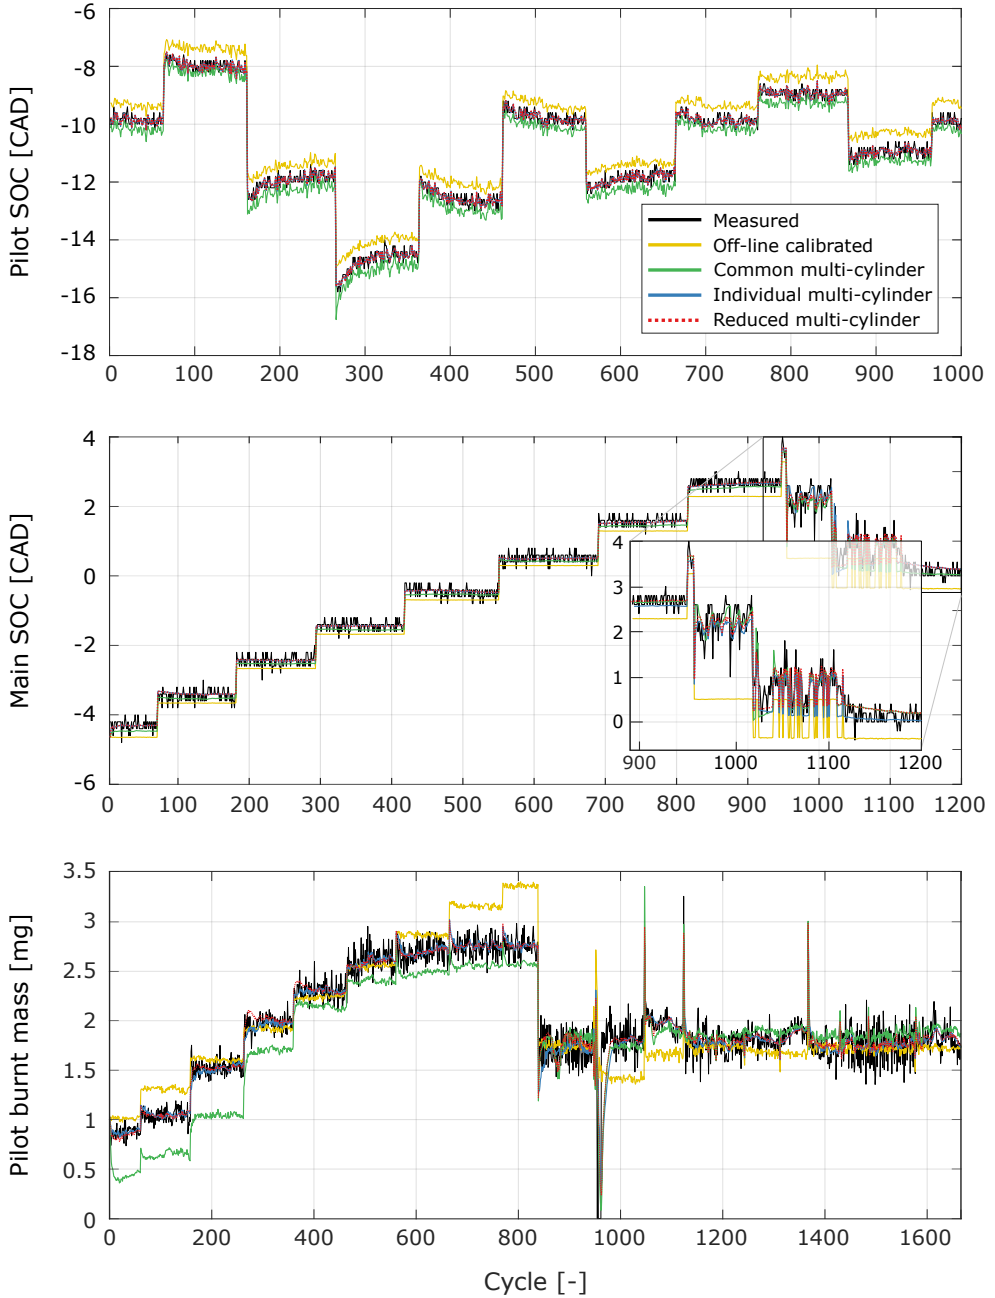 -6
-8
-10
-12
-14
-16
-18
Pilot SOC [CAD]
Measured
Off-line calibrated
Common multi-cylinder
Individual multi-cylinder
Reduced multi-cylinder
0 100 200 300 400 500 600 700 800 900 1000
4
2
0
-2
-4
-6
Main SOC [CAD]
4
3
2
1
0
900 1000 1100 1200
0 100 200 300 400 500 600 700 800 900 1000 1100 1200
3.5
3
2.5
2
1.5
1
0.5
0
Pilot burnt mass [mg]
0 200 400 600 800 1000 1200 1400 1600
Cycle [-]